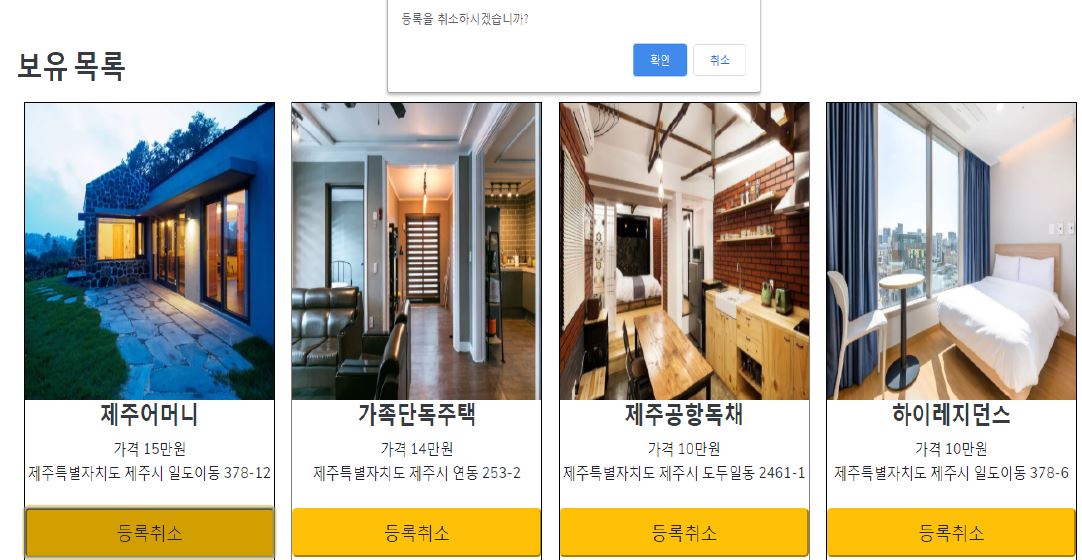 등록을 취소하시겠습니까?
확인 취소
보유 목록
제주어머니
가격 15만원
제주특별자치도 제주시 일도이동 378-12
등록취소
가족단독주택
가격 14만원
제주특별자치도 제주시 연동 253-2
등록취소
제주공항독채
가격 10만원
제주특별자치도 제주시 도두일동 2461-1
등록취소
하이레지던스
가격 10만원
제주특별자치도 제주시 일도이동 378-6
등록취소